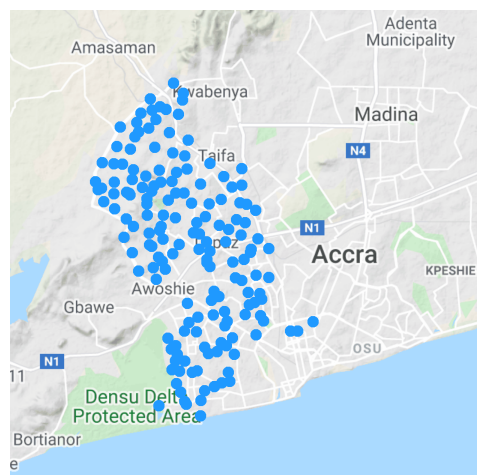 Adenta
Municipality
Amasaman
Kwabenya
Madina
Taifa
N4
N1
Accra
KPESHIE
Awoshie
Gbawe
OSU
N1
11
Densu Delta
Protected Area
Bortianor
e